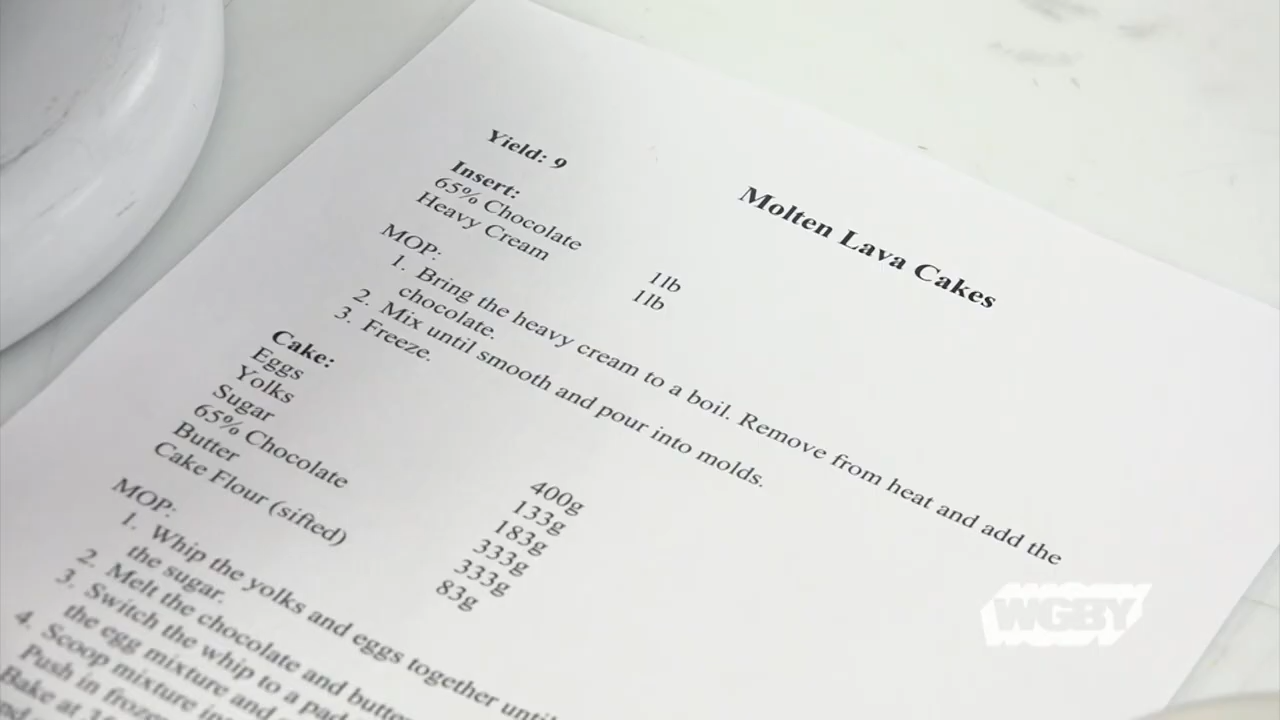 Molten Lava Cakes
Yield: 9
Insert:
65% Chocolate 1lb
Heavy Cream 1lb
MOP:
1. Bring the heavy cream to a boil. Remove from heat and add the
chocolate.
2. Mix until smooth and pour into molds.
3. Freeze.
Cake:
Eggs 400g
Yolks 133g
Sugar 183g
65% Chocolate 333g
Butter 333g
Cake Flour (sifted) 83g
MOP:
1. Whip the yolks and eggs together until
the sugar.
2. Melt the chocolate and
3. Switch the whip to a
the egg mixture and
4. Scoop mixture
Push in
Bake at
WGBY